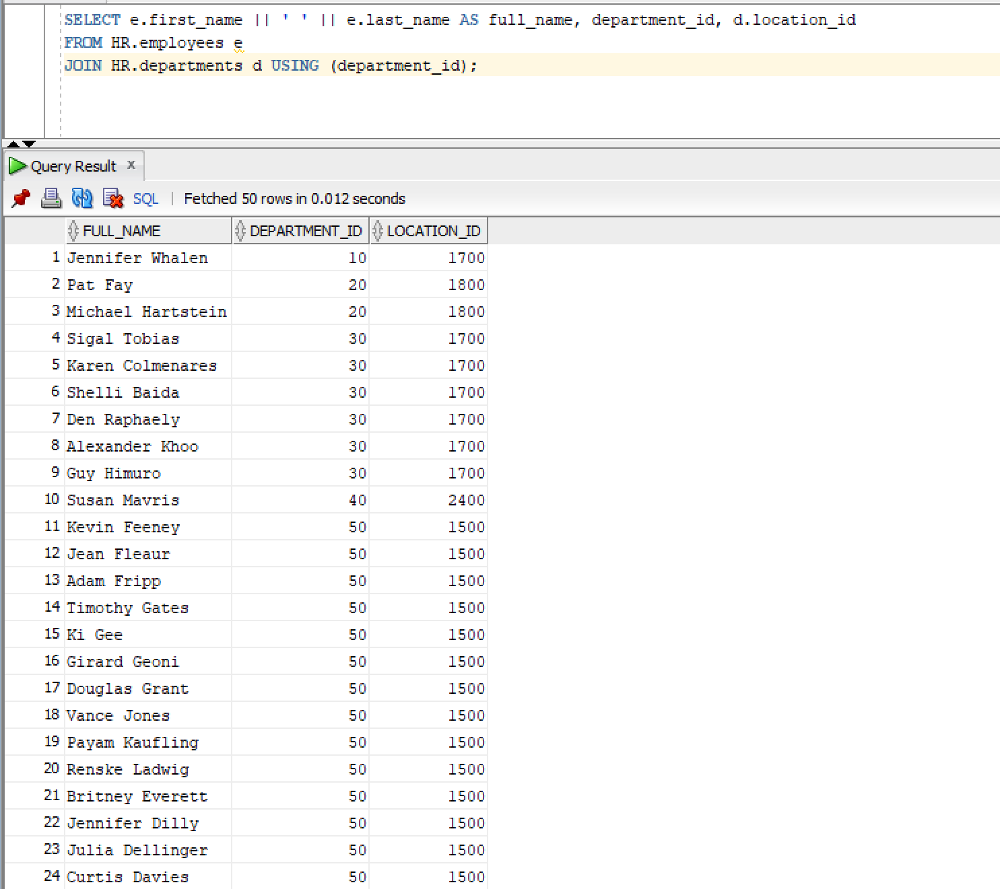 SELECT e.first_name || ' ' || e.last_name AS full_name, department_id, d.location_id
FROM HR.employees e
JOIN HR.departments d USING (department_id);
Query Result x
SQL | Fetched 50 rows in 0.012 seconds
FULL_NAME DEPARTMENT_ID LOCATION_ID
1 Jennifer Whalen 10 1700
2 Pat Fay 20 1800
3 Michael Hartstein 20 1800
4 Sigal Tobias 30 1700
5 Karen Colmenares 30 1700
6 Shelli Baida 30 1700
7 Den Raphaely 30 1700
8 Alexander Khoo 30 1700
9 Guy Himuro 30 1700
10 Susan Mavris 40 2400
11 Kevin Feeney 50 1500
12 Jean Fleaur 50 1500
13 Adam Fripp 50 1500
14 Timothy Gates 50 1500
15 Ki Gee 50 1500
16 Girard Geoni 50 1500
17 Douglas Grant 50 1500
18 Vance Jones 50 1500
19 Payam Kaufling 50 1500
20 Renske Ladwig 50 1500
21 Britney Everett 50 1500
22 Jennifer Dilly 50 1500
23 Julia Dellinger 50 1500
24 Curtis Davies 50 1500